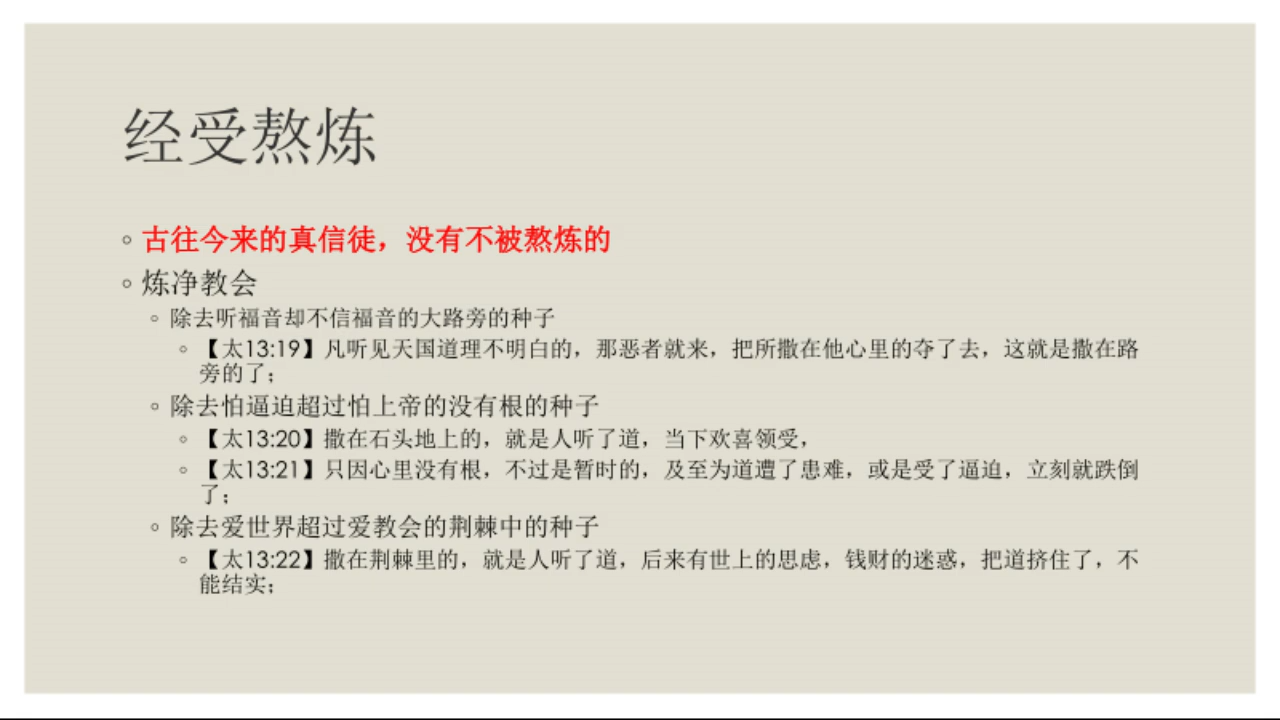 经受熬炼
◦ 古往今来的真信徒，没有不被熬炼的
◦ 炼净教会
◦ 除去听福音却不信福音的大路旁的种子
◦ 【太13:19】凡听见天国道理不明白的，那恶者就来，把所撒在他心里的夺了去，这就是撒在路
旁的了；
◦ 除去怕逼迫超过怕上帝的没有根的种子
◦ 【太13:20】撒在石头地上的，就是人听了道，当下欢喜领受，
◦ 【太13:21】只因心里没有根，不过是暂时的，及至为道遭了患难，或是受了逼迫，立刻就跌倒
了；
◦ 除去爱世界超过爱教会的荆棘中的种子
◦ 【太13:22】撒在荆棘里的，就是人听了道，后来有世上的思虑，钱财的迷惑，把道挤住了，不
能结实；